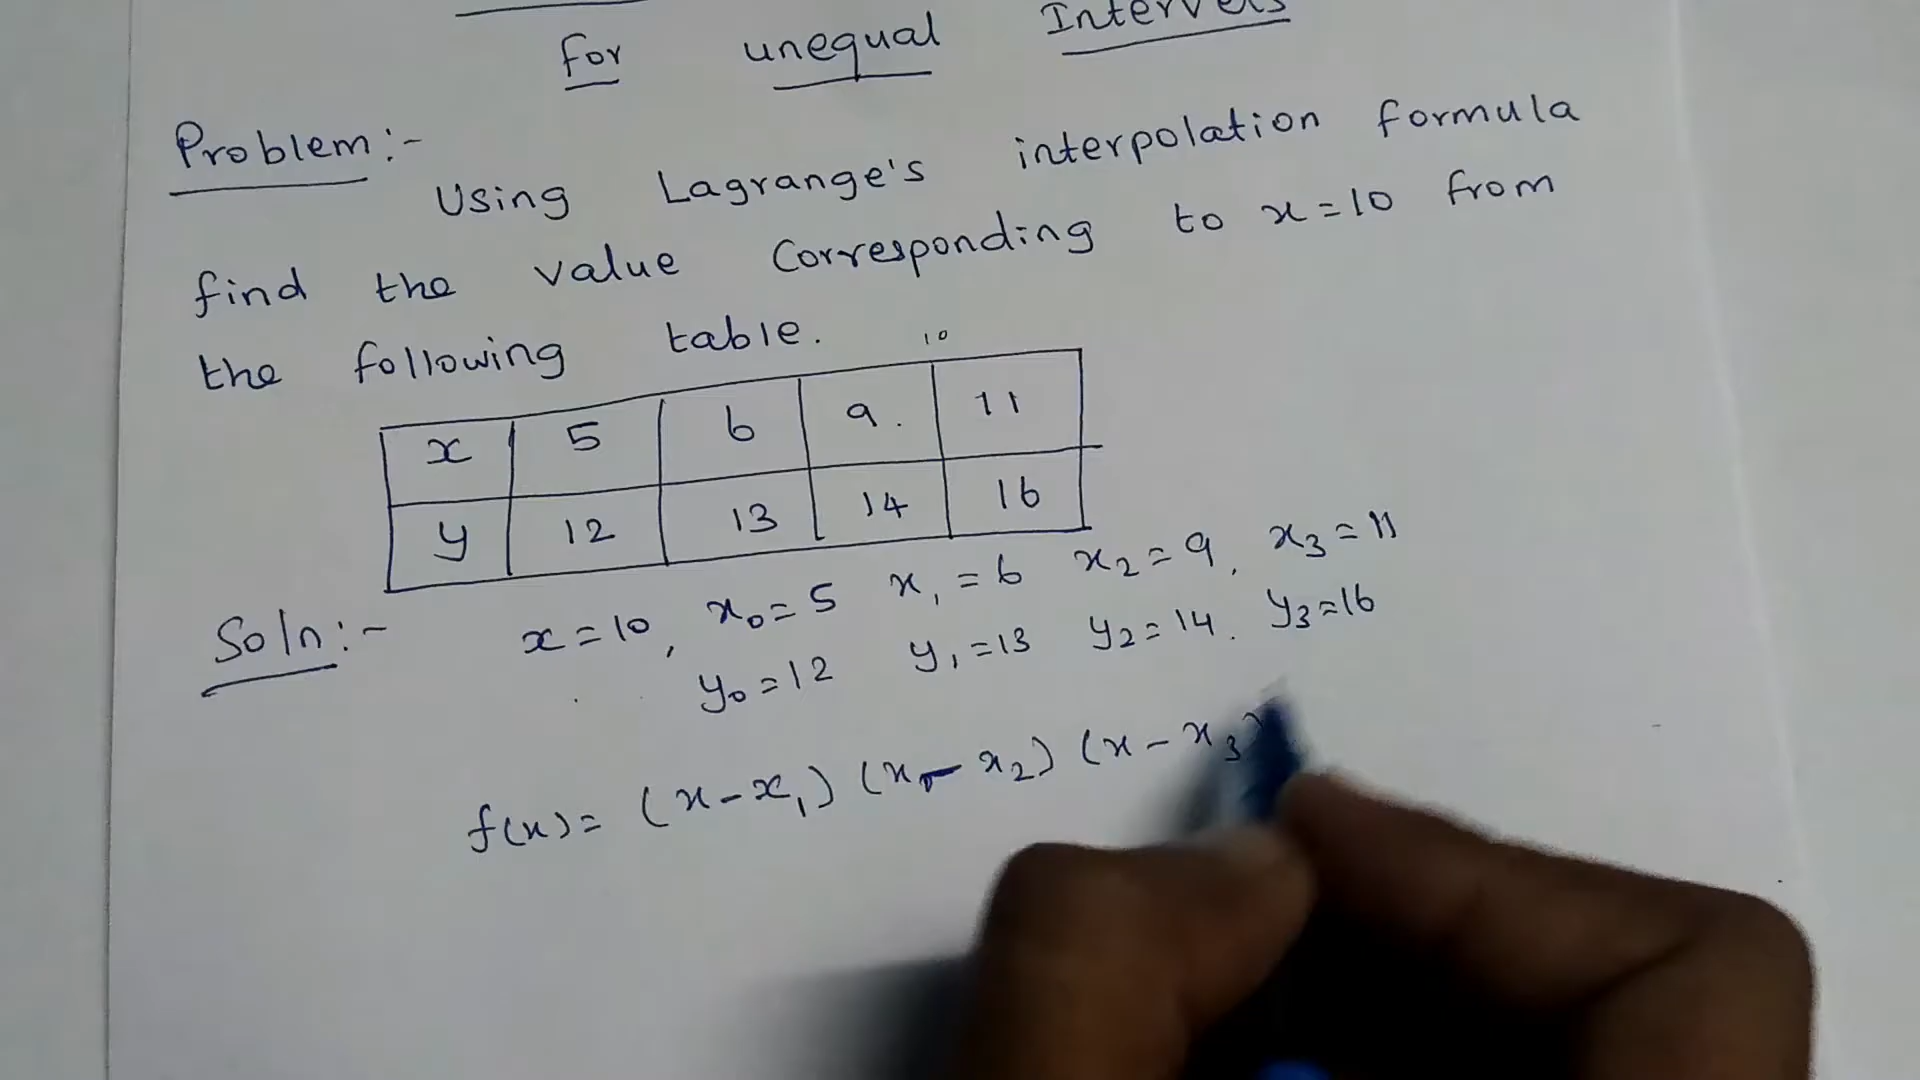 For unequal Intervels
Problem:-
Using Lagrange's interpolation formula
find the value Corresponding to x=10 from
the following table.
10
x 5 6 9. 11
y 12 13 14 16
Soln:- x=10, x₀=5 x₁=6 x₂=9, x₃=11
y₀=12 y₁=13 y₂=14. y₃=16
f(x)= (x-x₁) (x-x₂) (x-x₃)